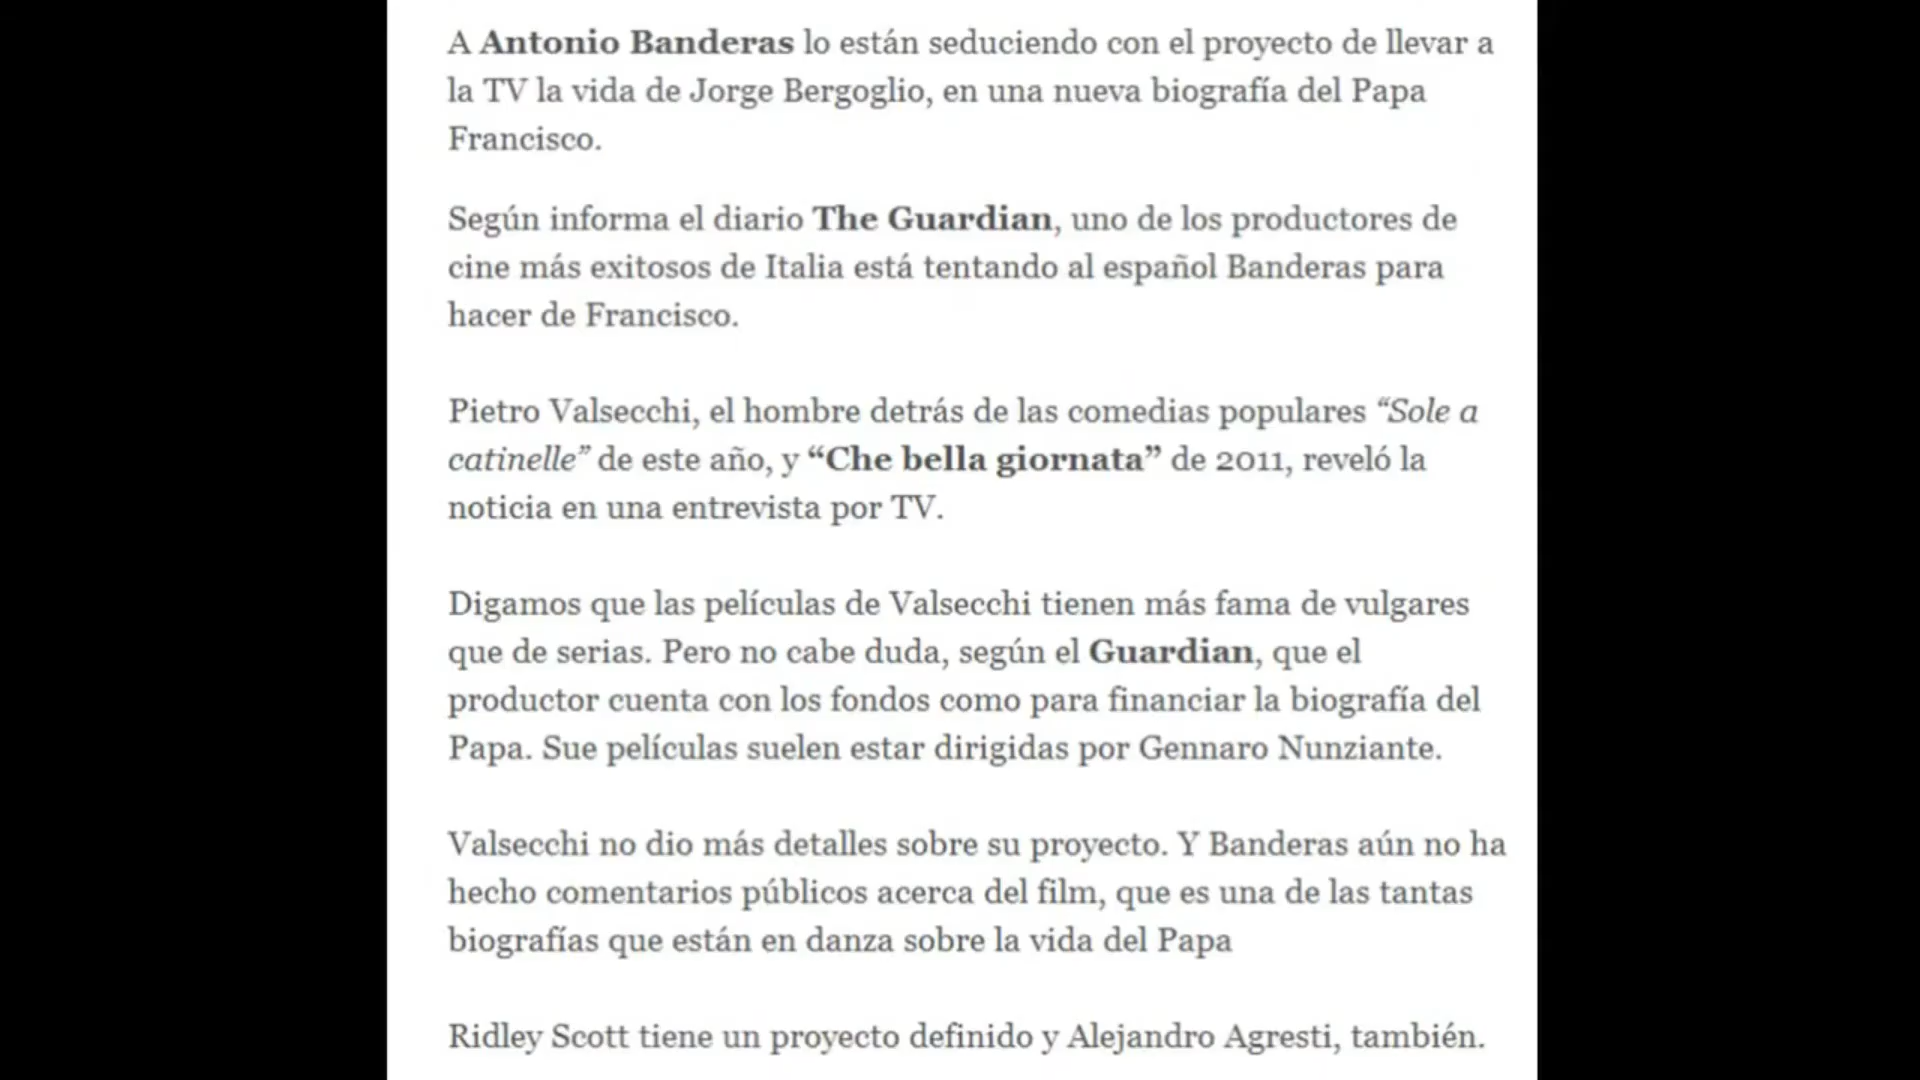 A Antonio Banderas lo están seduciendo con el proyecto de llevar a
la TV la vida de Jorge Bergoglio, en una nueva biografía del Papa
Francisco.
Según informa el diario The Guardian, uno de los productores de
cine más exitosos de Italia está tentando al español Banderas para
hacer de Francisco.
Pietro Valsecchi, el hombre detrás de las comedias populares “Sole a
catinelle” de este año, y “Che bella giornata” de 2011, reveló la
noticia en una entrevista por TV.
Digamos que las películas de Valsecchi tienen más fama de vulgares
que de serias. Pero no cabe duda, según el Guardian, que el
productor cuenta con los fondos como para financiar la biografía del
Papa. Sue películas suelen estar dirigidas por Gennaro Nunziante.
Valsecchi no dio más detalles sobre su proyecto. Y Banderas aún no ha
hecho comentarios públicos acerca del film, que es una de las tantas
biografías que están en danza sobre la vida del Papa
Ridley Scott tiene un proyecto definido y Alejandro Agresti, también.